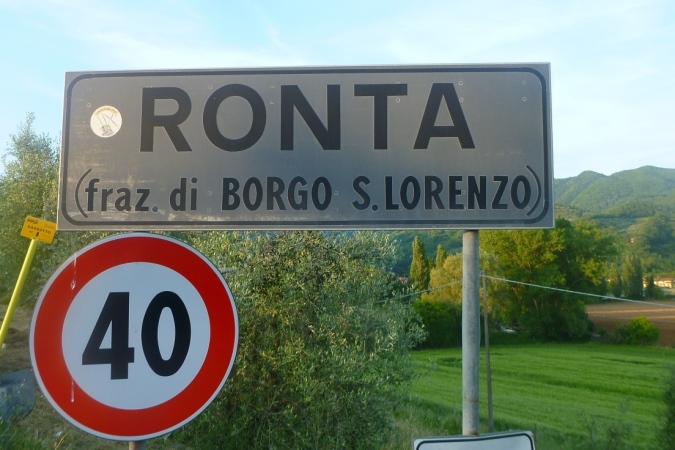 RONTA
(fraz. di BORGO S. LORENZO)
40